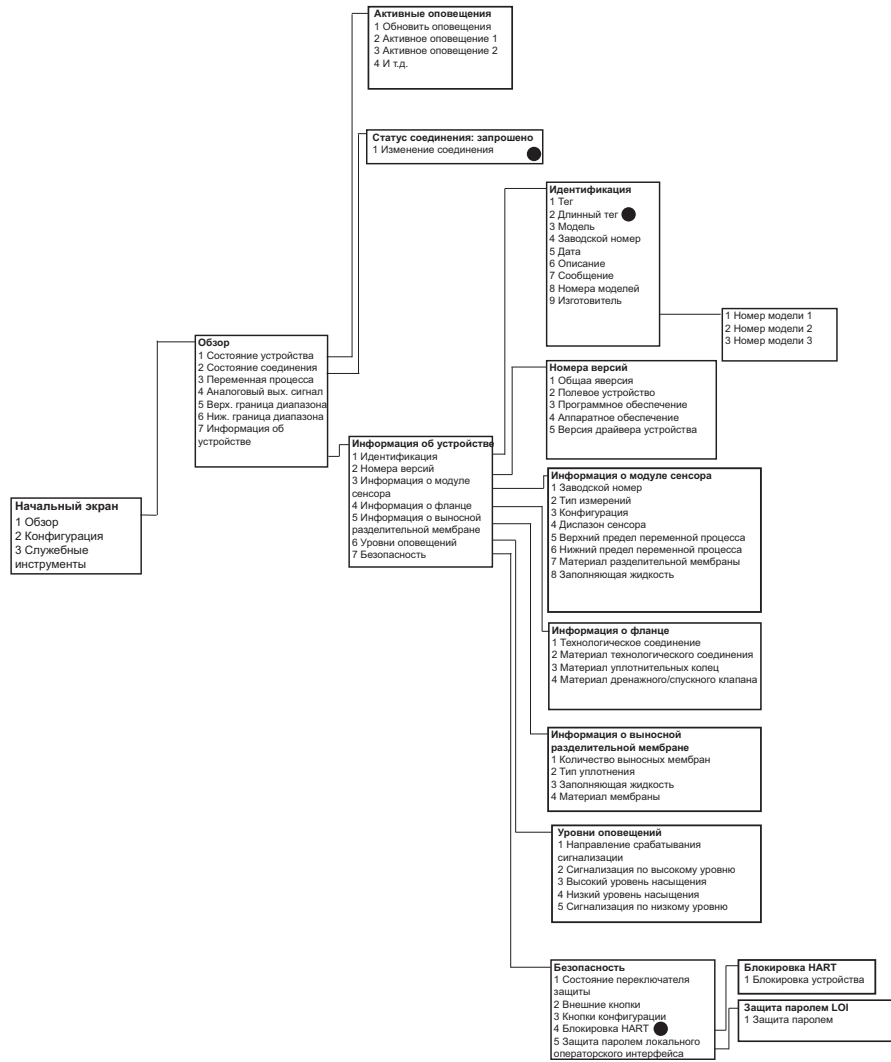 Активные оповещения
1 Обновить оповещения
2 Активное оповещение 1
3 Активное оповещение 2
4 И т.д.
Статус соединения: запрошено
1 Изменение соединения
Идентификация
1 Тег
2 Длинный тег
3 Модель
4 Заводской номер
5 Дата
6 Описание
7 Сообщение
8 Номера моделей
9 Изготовитель
1 Номер модели 1
2 Номер модели 2
3 Номер модели 3
Обзор
1 Состояние устройства
2 Состояние соединения
3 Переменная процесса
4 Аналоговый вых. сигнал
5 Верх. граница диапазона
6 Ниж. граница диапазона
7 Информация об
устройстве
Номера версий
1 Общаа яверсия
2 Полевое устройство
3 Программное обеспечение
4 Аппаратное обеспечение
5 Версия драйвера устройства
Информация об устройстве
1 Идентификация
2 Номера версий
3 Информация о модуле
сенсора
4 Информация о фланце
5 Информация о выносной
разделительной мембране
6 Уровни оповещений
7 Безопасность
Начальный экран
1 Обзор
2 Конфигурация
3 Служебные
инструменты
Информация о модуле сенсора
1 Заводской номер
2 Тип измерений
3 Конфигурация
4 Диспазон сенсора
5 Верхний предел переменной процесса
6 Нижний предел переменной процесса
7 Материал разделительной мембраны
8 Заполняющая жидкость
Информация о фланце
1 Технологическое соединение
2 Материал технологического соединения
3 Материал уплотнительных колец
4 Материал дренажного/спускного клапана
Информация о выносной
разделительной мембране
1 Количество выносных мембран
2 Тип уплотнения
3 Заполняющая жидкость
4 Материал мембраны
Уровни оповещений
1 Направление срабатывания
сигнализации
2 Сигнализация по высокому уровню
3 Высокий уровень насыщения
4 Низкий уровень насыщения
5 Сигнализация по низкому уровню
Безопасность
1 Состояние переключателя
защиты
2 Внешние кнопки
3 Кнопки конфигурации
4 Блокировка HART
5 Защита паролем локального
операторского интерфейса
Блокировка HART
1 Блокировка устройства
Защита паролем LOI
1 Защита паролем